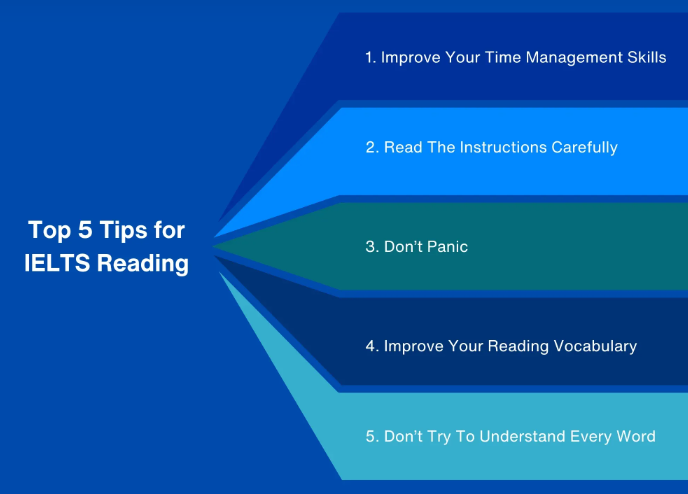 Top 5 Tips for
IELTS Reading
1. Improve Your Time Management Skills
2. Read The Instructions Carefully
3. Don't Panic
4. Improve Your Reading Vocabulary
5. Don't Try To Understand Every Word